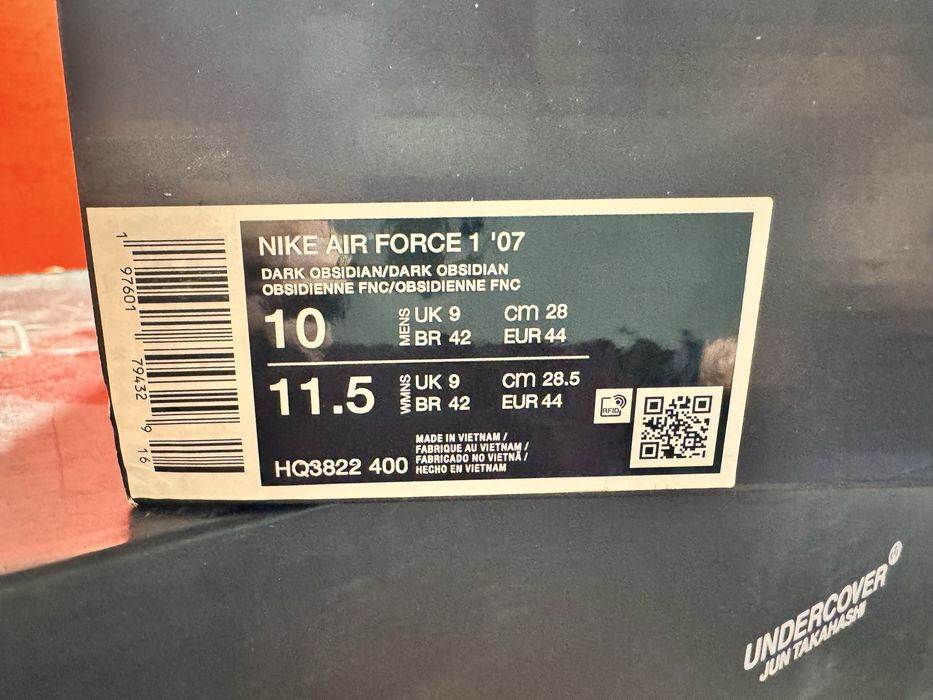 1 97601 79432 9 16
NIKE AIR FORCE 1 '07
DARK OBSIDIAN/DARK OBSIDIAN
OBSIDIENNE FNC/OBSIDIENNE FNC
10 MENS UK 9 cm 28
BR 42 EUR 44
11.5 WMNS UK 9 cm 28.5
BR 42 EUR 44
RFID
MADE IN VIETNAM /
FABRIQUE AU VIETNAM /
FABRICADO NO VIETNÃ /
HECHO EN VIETNAM
HQ3822 400
UNDERCOVER
JUN TAKAHASHI